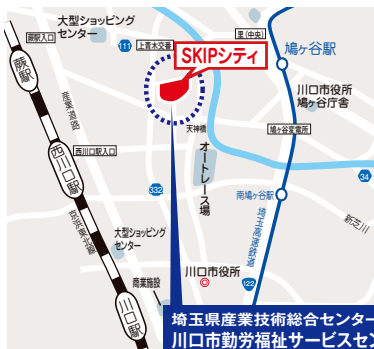 大型ショッピング
センター
蕨駅入口
蕨駅
111
上青木交番
SKIPシティ
里(中央)
鳩ヶ谷駅
川口市役所
鳩ヶ谷庁舎
産業道路
天神橋
鳩ヶ谷変電所
西川口駅入口
西川口駅
オートレース場
332
34
南鳩ヶ谷駅
新芝川
京浜東北線
大型ショッピング
センター
埼玉高速鉄道
川口市役所
商業施設
122
川口駅
埼玉県産業技術総合センター
川口市勤労福祉サービスセン